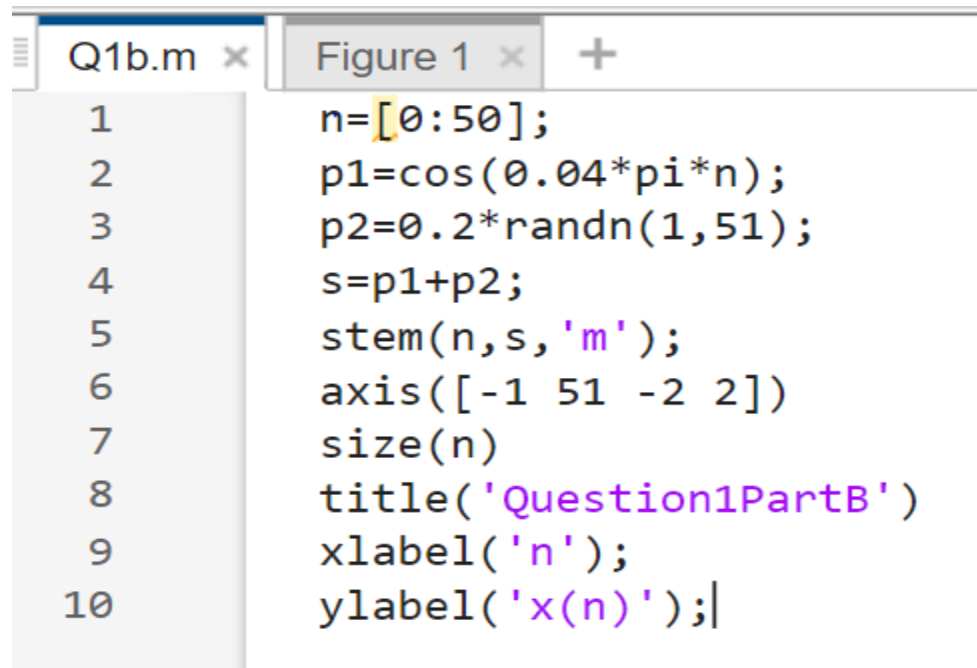 Q1b.m × Figure 1 × +
1 n=[0:50];
2 p1=cos(0.04*pi*n);
3 p2=0.2*randn(1,51);
4 s=p1+p2;
5 stem(n,s,'m');
6 axis([-1 51 -2 2])
7 size(n)
8 title('Question1PartB')
9 xlabel('n');
10 ylabel('x(n)');